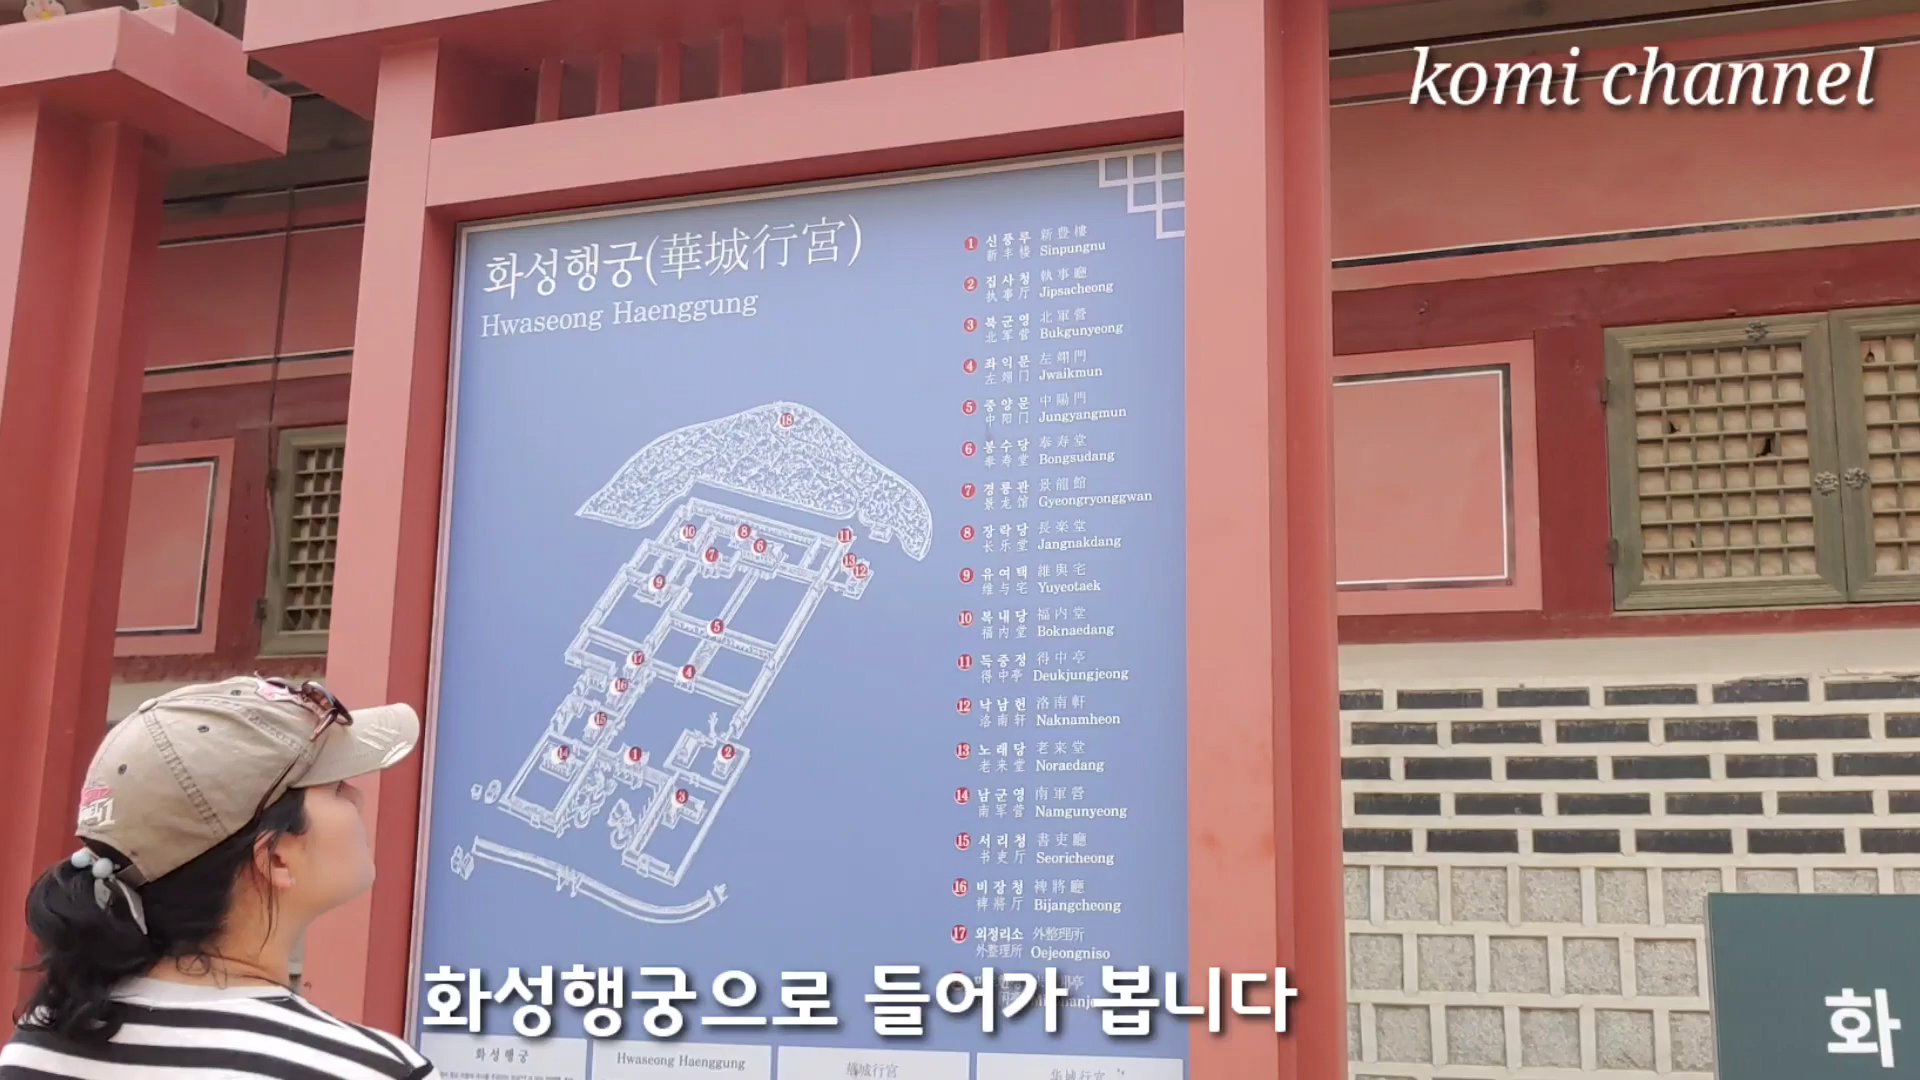 komi channel
화성행궁(華城行宮)
Hwaseong Haenggung
1 신풍루 新豊樓
新丰楼 Sinpungnu
2 집사청 執事廳
执事厅 Jipsacheong
3 북군영 北軍營
北军营 Bukgunyeong
4 좌익문 左翊門
左翊门 Jwaikmun
5 중양문 中陽門
中阳门 Jungyangmun
6 봉수당 奉寿堂
奉寿堂 Bongsudang
7 경룡관 景龍館
景龙馆 Gyeongryonggwan
8 장락당 長楽堂
长乐堂 Jangnakdang
9 유여택 維與宅
维与宅 Yuyeotaek
10 복내당 福内堂
福内堂 Boknaedang
11 득중정 得中亭
得中亭 Deukjungjeong
12 낙남헌 洛南軒
洛南轩 Naknamheon
13 노래당 老来堂
老来堂 Noraedang
14 남군영 南軍營
南军营 Namgunyeong
15 서리청 書吏廳
书吏厅 Seoricheong
16 비장청 裨將廳
裨將厅 Bijangcheong
17 외정리소 外整理所
外整理所 Oejeongniso
화성행궁으로 들어가 봅니다
화성행궁
Hwaseong Haenggung
華城行宮
华城行宫
화